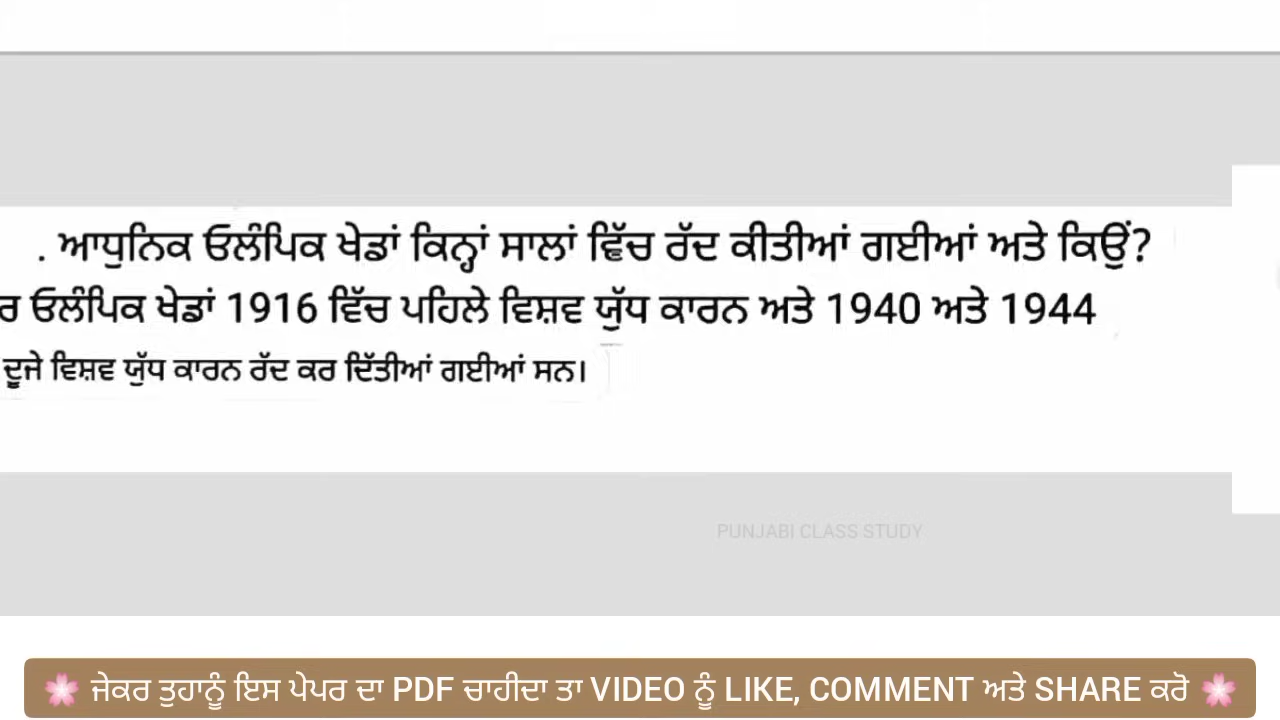 . ਆਧੁਨਿਕ ਓਲੰਪਿਕ ਖੇਡਾਂ ਕਿਨ੍ਹਾਂ ਸਾਲਾਂ ਵਿੱਚ ਰੱਦ ਕੀਤੀਆਂ ਗਈਆਂ ਅਤੇ ਕਿਉਂ?
ਰ ਓਲੰਪਿਕ ਖੇਡਾਂ 1916 ਵਿੱਚ ਪਹਿਲੇ ਵਿਸ਼ਵ ਯੁੱਧ ਕਾਰਨ ਅਤੇ 1940 ਅਤੇ 1944
ਦੂਜੇ ਵਿਸ਼ਵ ਯੁੱਧ ਕਾਰਨ ਰੱਦ ਕਰ ਦਿੱਤੀਆਂ ਗਈਆਂ ਸਨ।
PUNJABI CLASS STUDY
🌸 ਜੇਕਰ ਤੁਹਾਨੂੰ ਇਸ ਪੇਪਰ ਦਾ PDF ਚਾਹੀਦਾ ਤਾ VIDEO ਨੂੰ LIKE, COMMENT ਅਤੇ SHARE ਕਰੋ 🌸